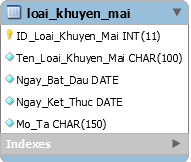 loai_khuyen_mai
ID_Loai_Khuyen_Mai INT(11)
Ten_Loai_Khuyen_Mai CHAR(100)
Ngay_Bat_Dau DATE
Ngay_Ket_Thuc DATE
Mo_Ta CHAR(150)
Indexes